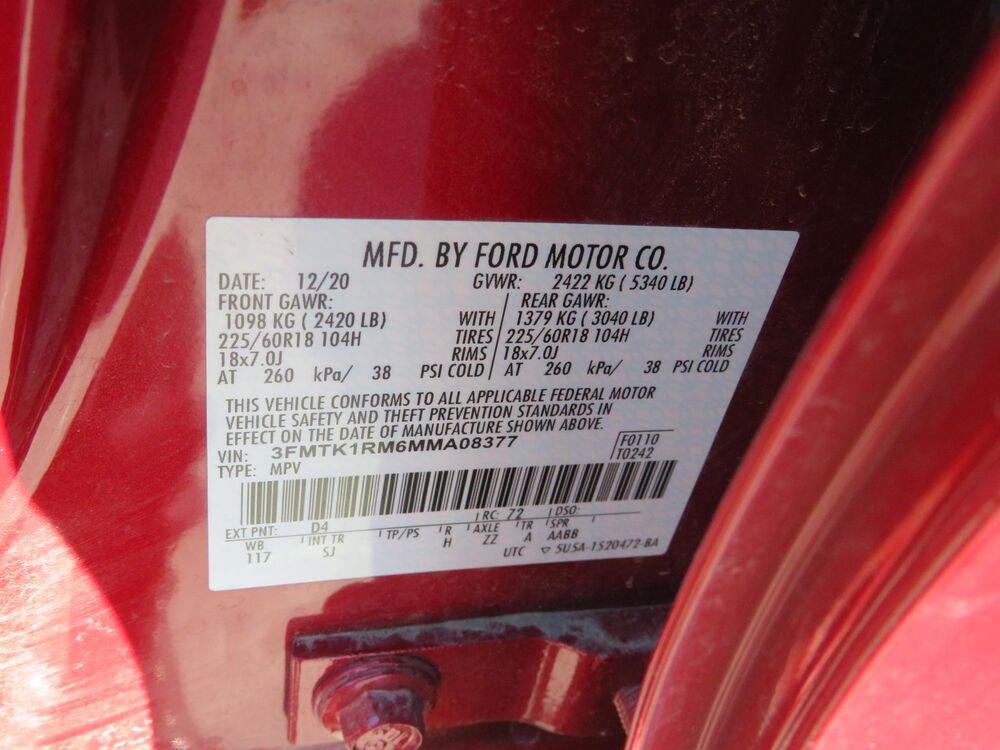 MFD. BY FORD MOTOR CO.
DATE: 12/20 GVWR: 2422 KG ( 5340 LB)
FRONT GAWR: REAR GAWR:
1098 KG ( 2420 LB) WITH 1379 KG ( 3040 LB) WITH
225/60R18 104H TIRES 225/60R18 104H TIRES
18x7.0J RIMS 18x7.0J RIMS
AT 260 kPa/ 38 PSI COLD AT 260 kPa/ 38 PSI COLD
THIS VEHICLE CONFORMS TO ALL APPLICABLE FEDERAL MOTOR
VEHICLE SAFETY AND THEFT PREVENTION STANDARDS IN
EFFECT ON THE DATE OF MANUFACTURE SHOWN ABOVE.
VIN: 3FMTK1RM6MMA08377 F0110
TYPE: MPV T0242
EXT PNT: D4 RC: 72 DSO:
WB INT TR TP/PS R AXLE TR SPR
117 SJ H ZZ A AABB
UTC ▽ 5U5A-1520472-BA